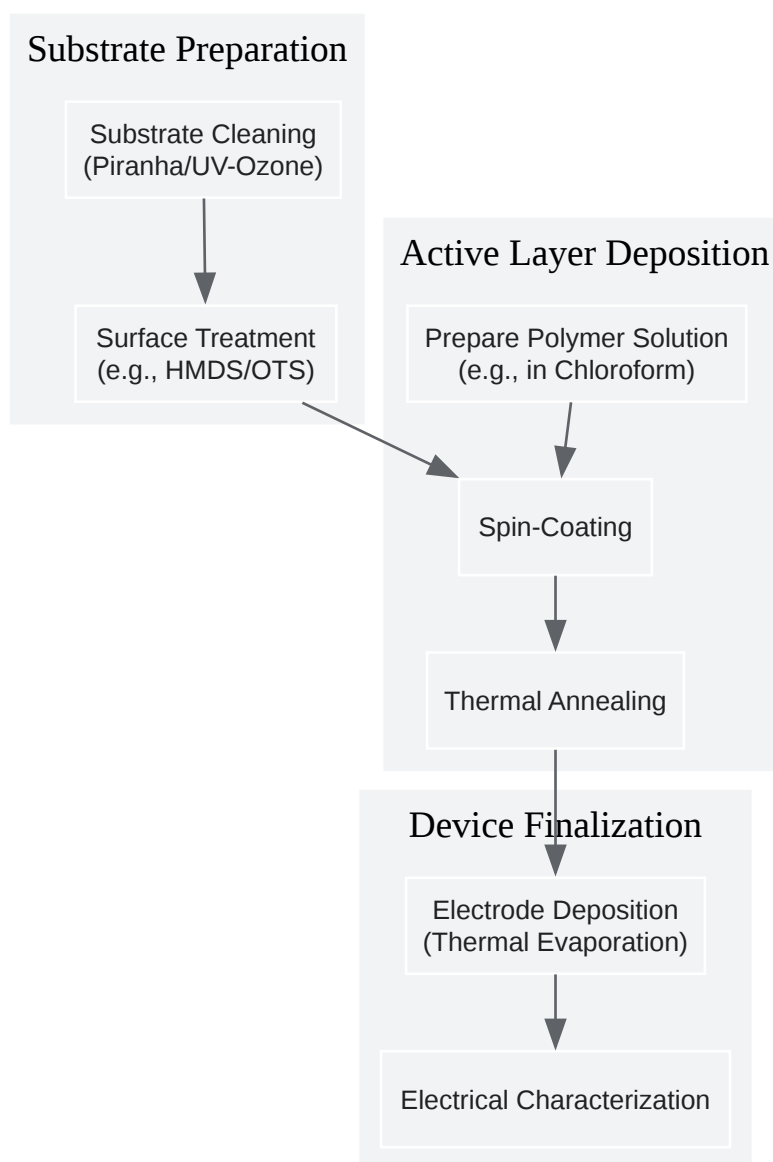 Substrate Preparation
Substrate Cleaning
(Piranha/UV-Ozone)
Surface Treatment
(e.g., HMDS/OTS)
Active Layer Deposition
Prepare Polymer Solution
(e.g., in Chloroform)
Spin-Coating
Thermal Annealing
Device Finalization
Electrode Deposition
(Thermal Evaporation)
Electrical Characterization